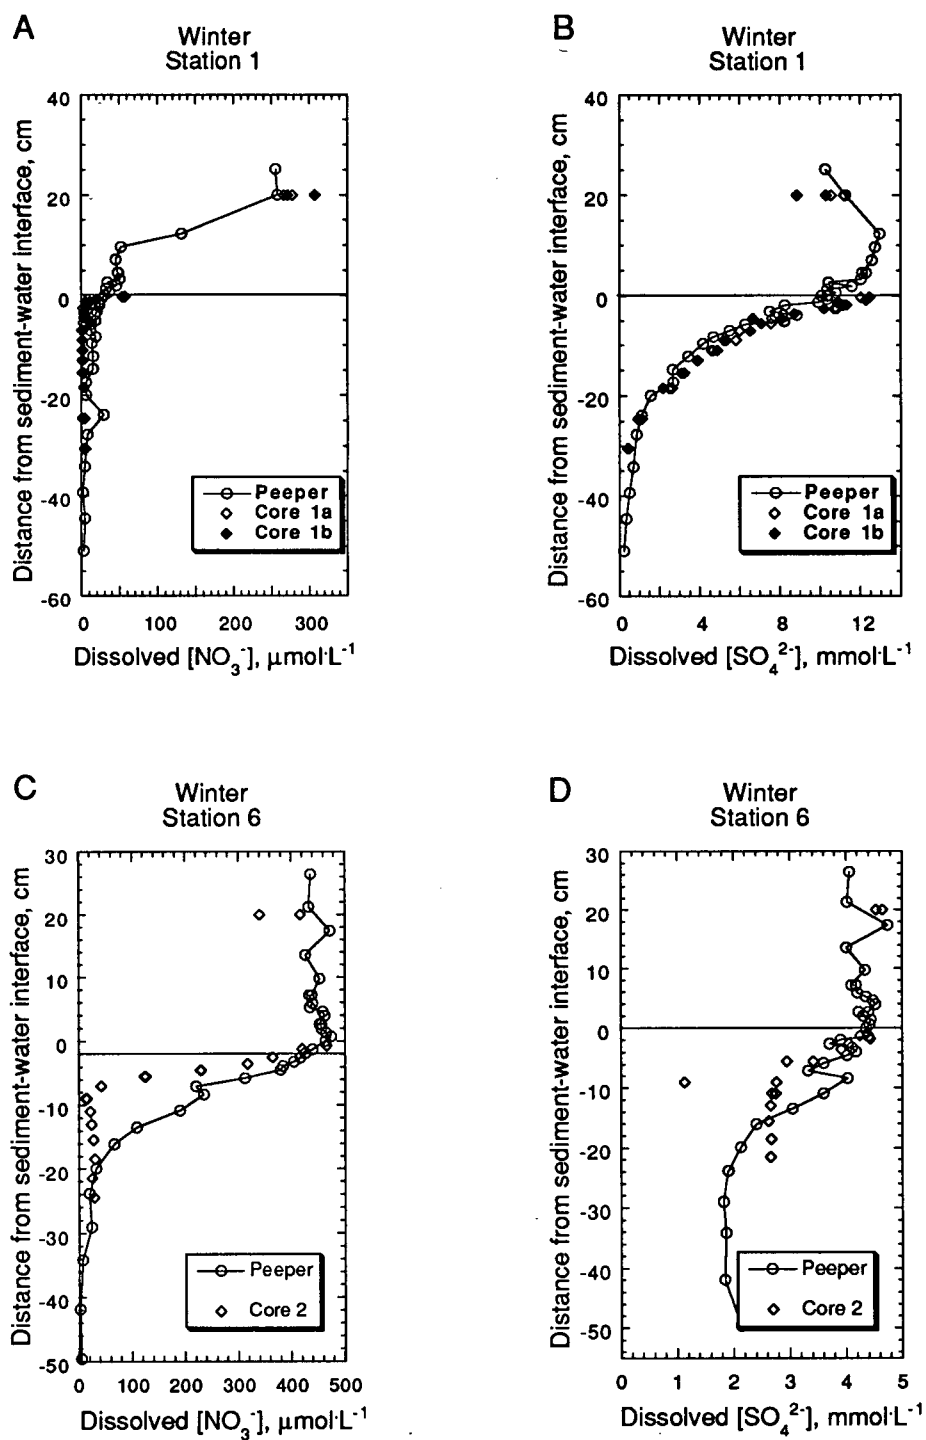 A
Winter
Station 1
Distance from sediment-water interface, cm
40
20
0
-20
-40
-60
Peeper
Core 1a
Core 1b
0 100 200 300
Dissolved [NO₃⁻], µmol·L⁻¹
B
Winter
Station 1
Distance from sediment-water interface, cm
40
20
0
-20
-40
-60
Peeper
Core 1a
Core 1b
0 4 8 12
Dissolved [SO₄²⁻], mmol·L⁻¹
C
Winter
Station 6
Distance from sediment-water interface, cm
30
20
10
0
-10
-20
-30
-40
-50
Peeper
Core 2
0 100 200 300 400 500
Dissolved [NO₃⁻], µmol·L⁻¹
D
Winter
Station 6
Distance from sediment-water interface, cm
30
20
10
0
-10
-20
-30
-40
-50
Peeper
Core 2
0 1 2 3 4 5
Dissolved [SO₄²⁻], mmol·L⁻¹